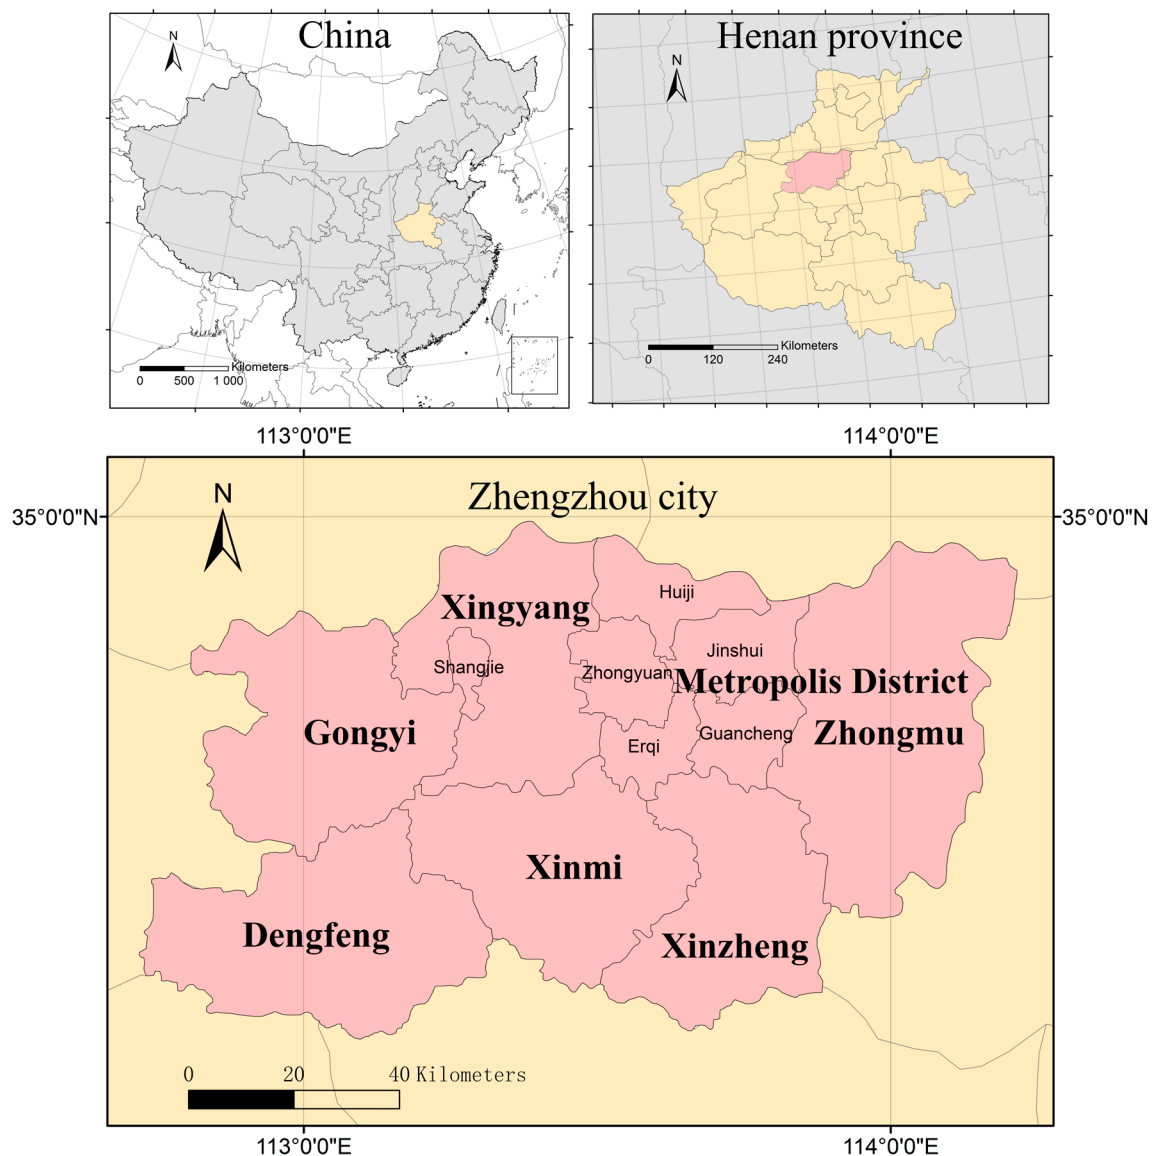 China
N
0 500 1 000 Kilometers
Henan province
N
0 120 240 Kilometers
113°0'0"E 114°0'0"E
Zhengzhou city
N
35°0'0"N 35°0'0"N
Huiji
Xingyang
Jinshui
Shangjie Zhongyuan
Metropolis District
Gongyi Guancheng Zhongmu
Erqi
Xinmi
Dengfeng Xinzheng
0 20 40 Kilometers
113°0'0"E 114°0'0"E